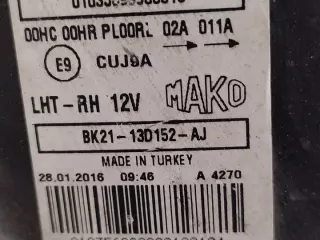 00HC 00HR PL00RL 02A 011A
E9 CUJ9A
LHT-RH 12V MAKO
BK21-13D152-AJ
MADE IN TURKEY
28.01.2016 09:46 A 4270